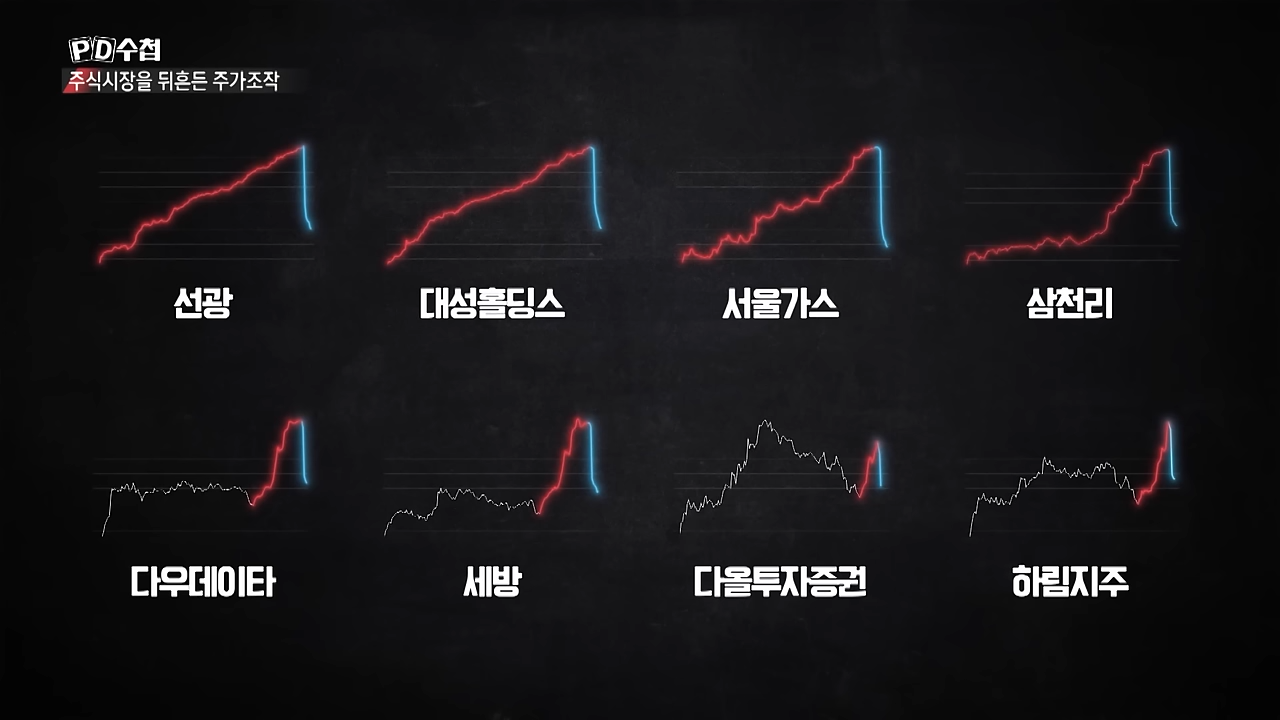 PD수첩
주식시장을 뒤흔든 주가조작
선광
대성홀딩스
서울가스
삼천리
다우데이타
세방
다올투자증권
하림지주